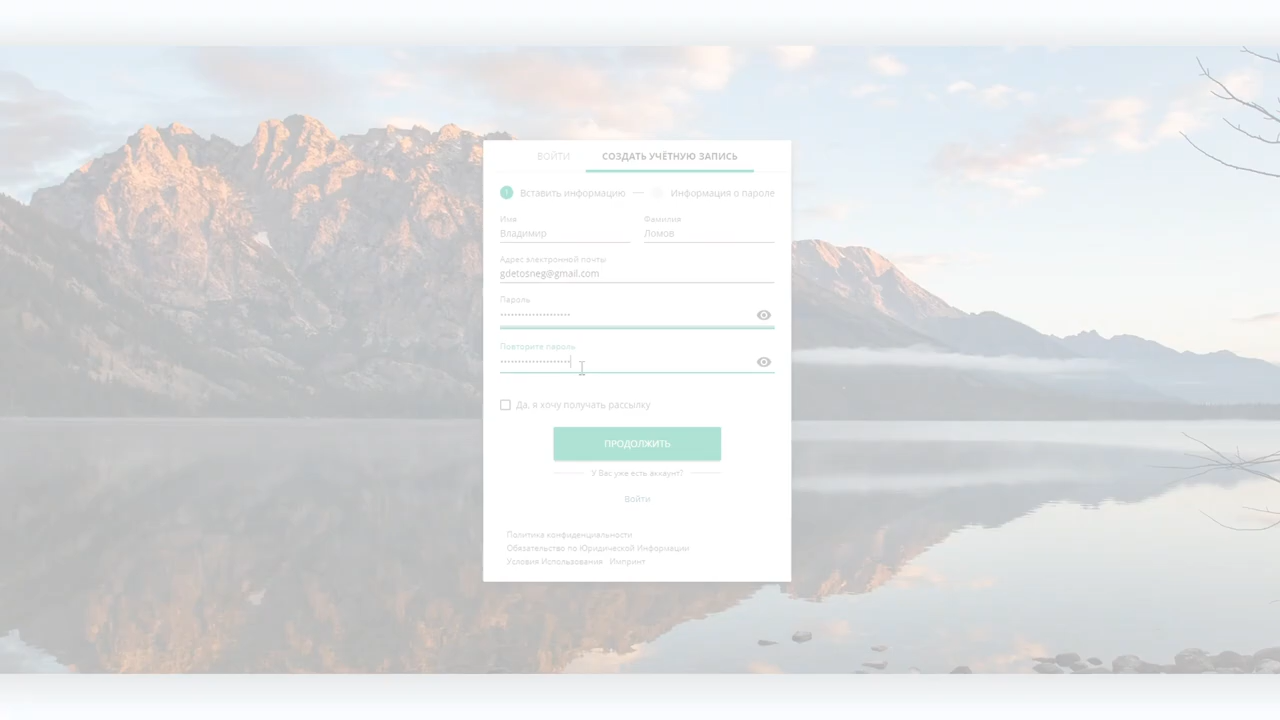 ВОЙТИ СОЗДАТЬ УЧЁТНУЮ ЗАПИСЬ
1 Вставить информацию — Информация о пароле
Имя Фамилия
Владимир Ломов
Адрес электронной почты
gdetosneg@gmail.com
Пароль
••••••••••••••••••••
Повторите пароль
••••••••••••••••••••
Да, я хочу получать рассылку
ПРОДОЛЖИТЬ
У Вас уже есть аккаунт?
Войти
Политика конфиденциальности
Обязательство по Юридической Информации
Условия Использования · Импринт